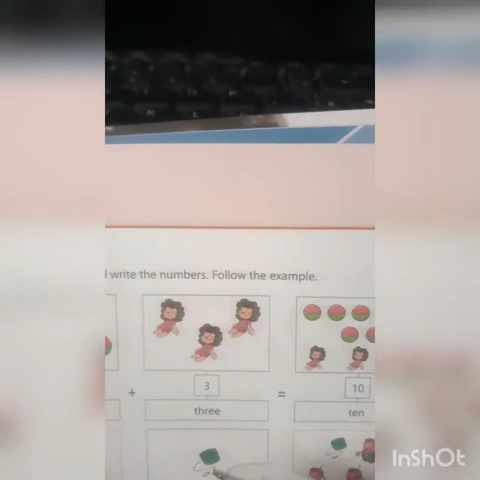 write the numbers. Follow the example.
3
10
+
=
three
ten
InShOt